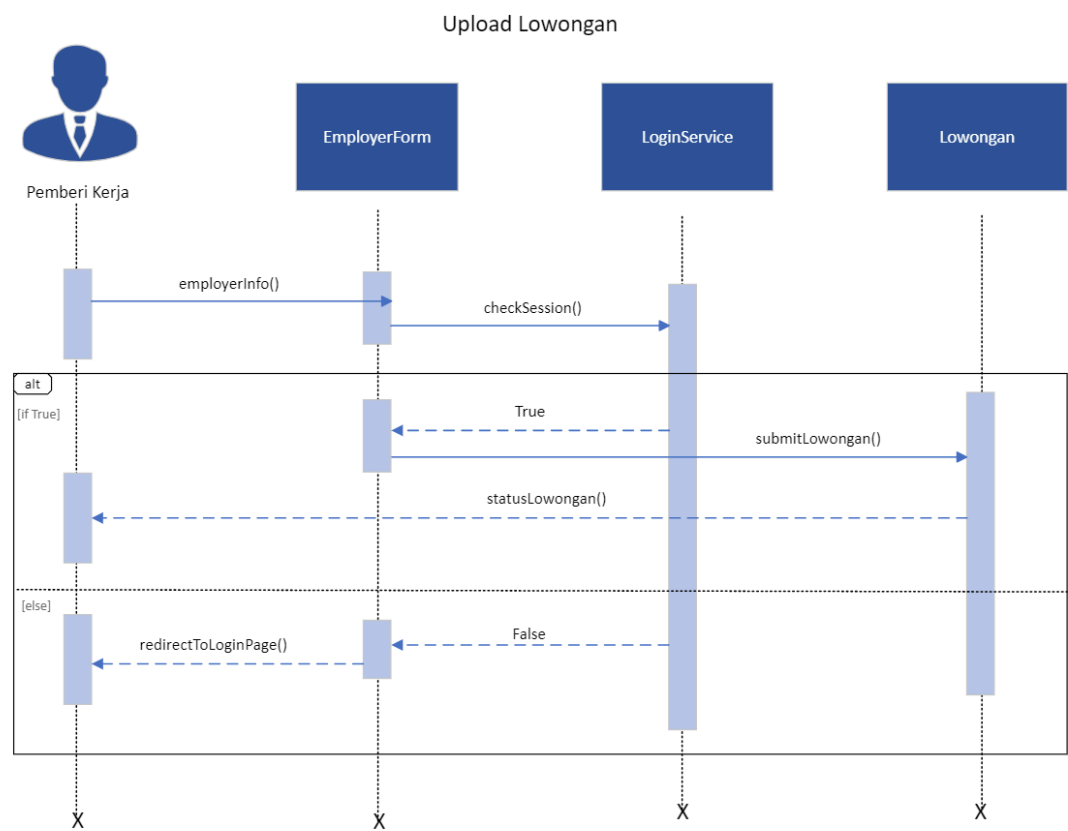 Upload Lowongan
EmployerForm
LoginService
Lowongan
Pemberi Kerja
employerInfo()
checkSession()
alt
[if True]
True
submitLowongan()
statusLowongan()
[else]
False
redirectToLoginPage()
X
X
X
X